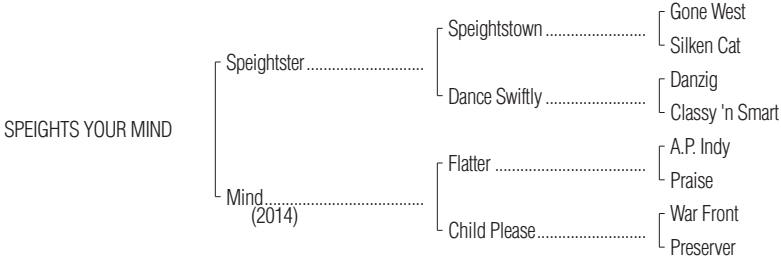 Gone West
Speightstown ..........................
Silken Cat
Speightster ..............................
Danzig
Dance Swiftly ..........................
Classy 'n Smart
SPEIGHTS YOUR MIND
A.P. Indy
Flatter ......................................
Praise
Mind ..........................................
(2014)
War Front
Child Please ............................
Preserver